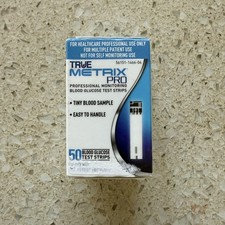 FOR HEALTHCARE PROFESSIONAL USE ONLY
FOR MULTIPLE PATIENT USE
NOT FOR SELF MONITORING USE
TRUE
METRIX
PRO
PROFESSIONAL MONITORING
BLOOD GLUCOSE TEST STRIPS
• TINY BLOOD SAMPLE
• EASY TO HANDLE
50 BLOOD GLUCOSE
TEST STRIPS